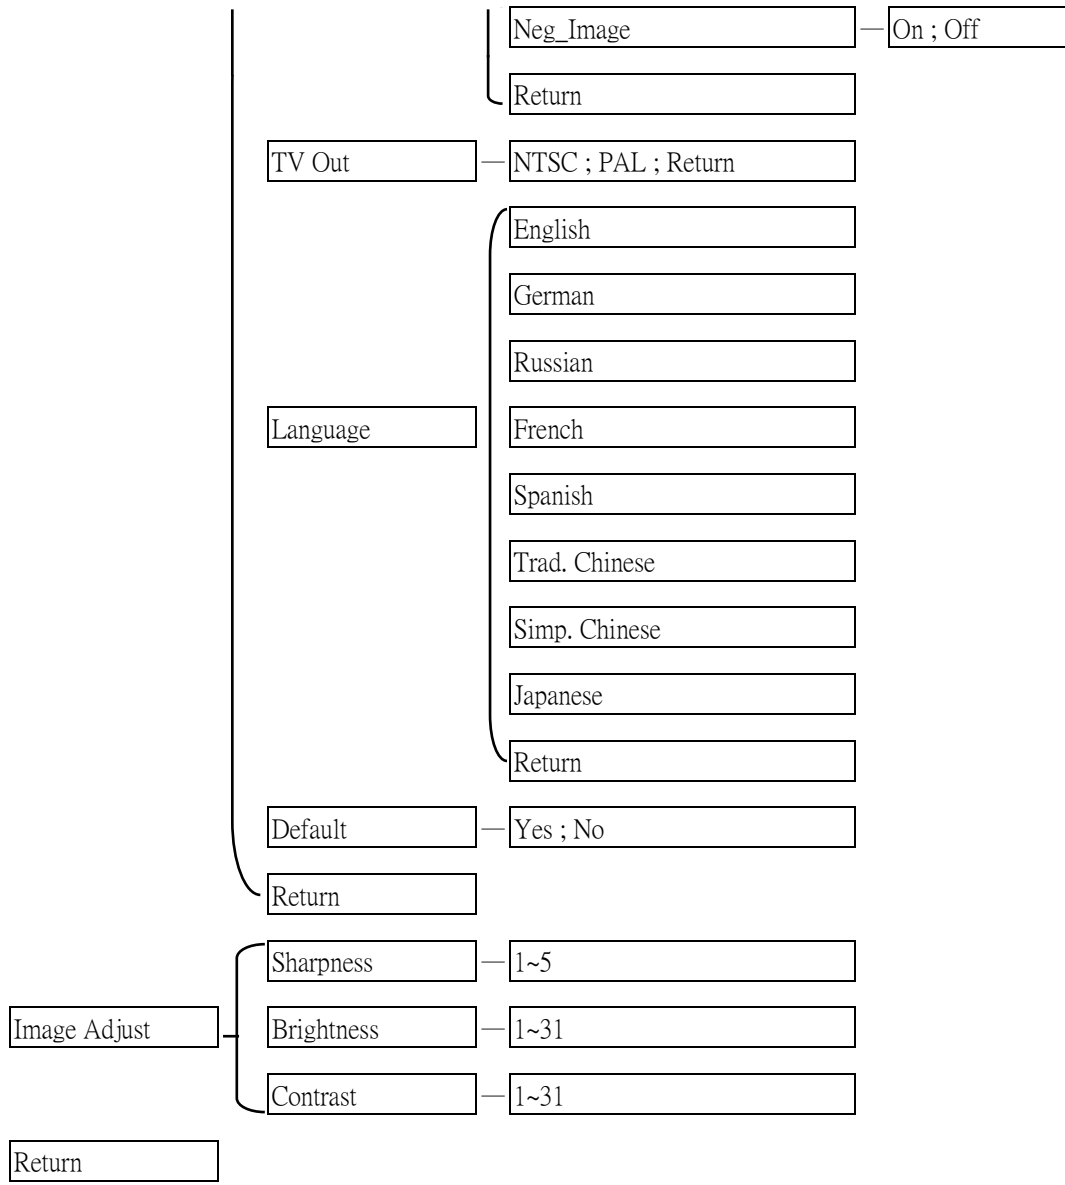 Neg_Image — On ; Off
Return
TV Out — NTSC ; PAL ; Return
English
German
Russian
Language French
Spanish
Trad. Chinese
Simp. Chinese
Japanese
Return
Default — Yes ; No
Return
Sharpness — 1~5
Image Adjust Brightness — 1~31
Contrast — 1~31
Return